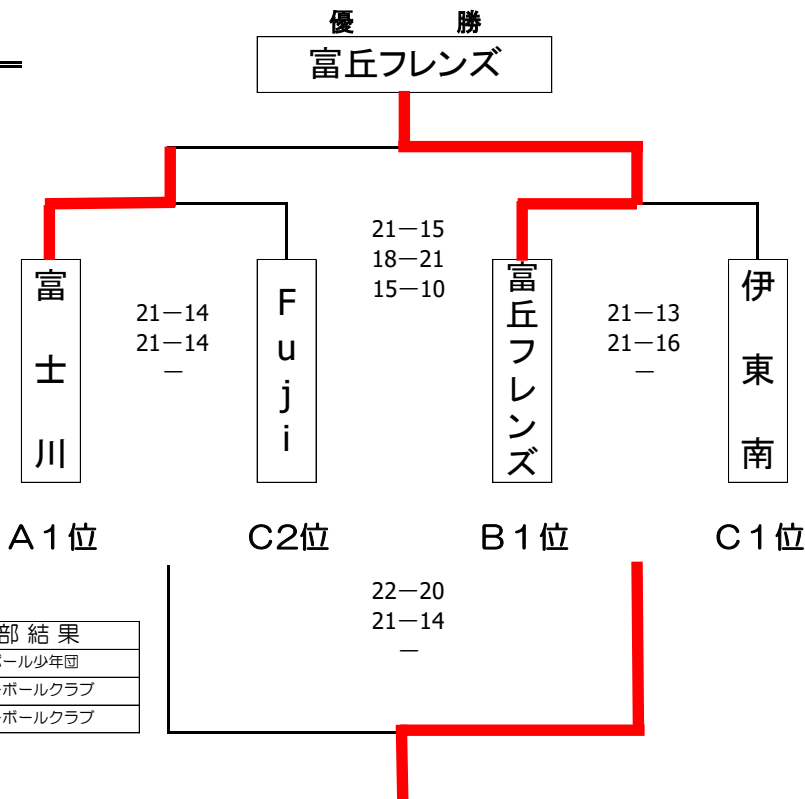 優 勝
富丘フレンズ
21－15
18－21
15－10
富士川
21－14
21－14
－
Fuji
富丘フレンズ
21－13
21－16
－
伊東南
A1位
C2位
B1位
C1位
22－20
21－14
－
部結果
ール少年団
ボールクラブ
ボールクラブ